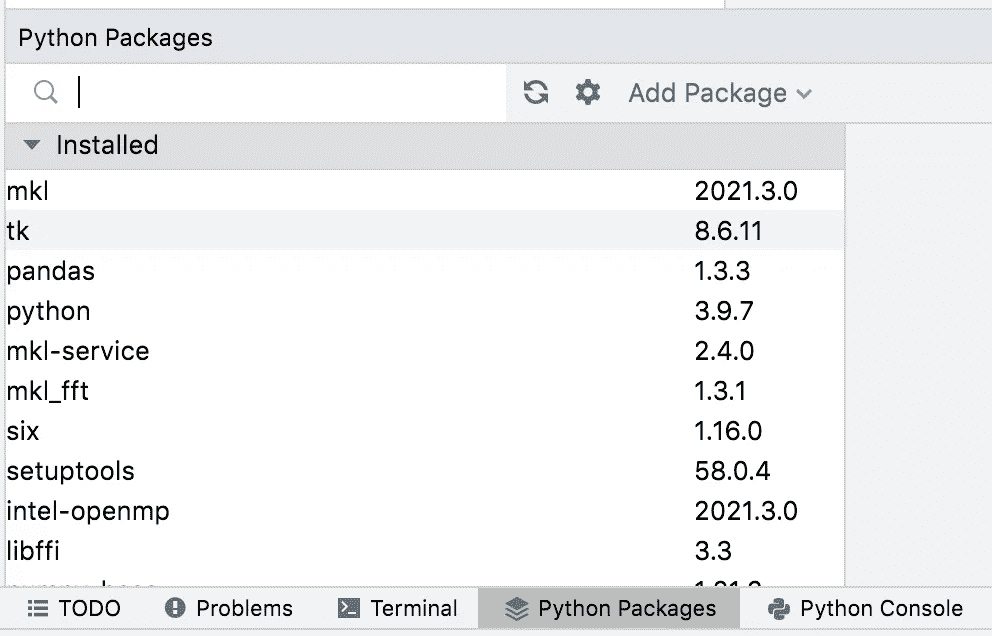 Python Packages
Add Package
Installed
mkl 2021.3.0
tk 8.6.11
pandas 1.3.3
python 3.9.7
mkl-service 2.4.0
mkl_fft 1.3.1
six 1.16.0
setuptools 58.0.4
intel-openmp 2021.3.0
libffi 3.3
TODO Problems Terminal Python Packages Python Console